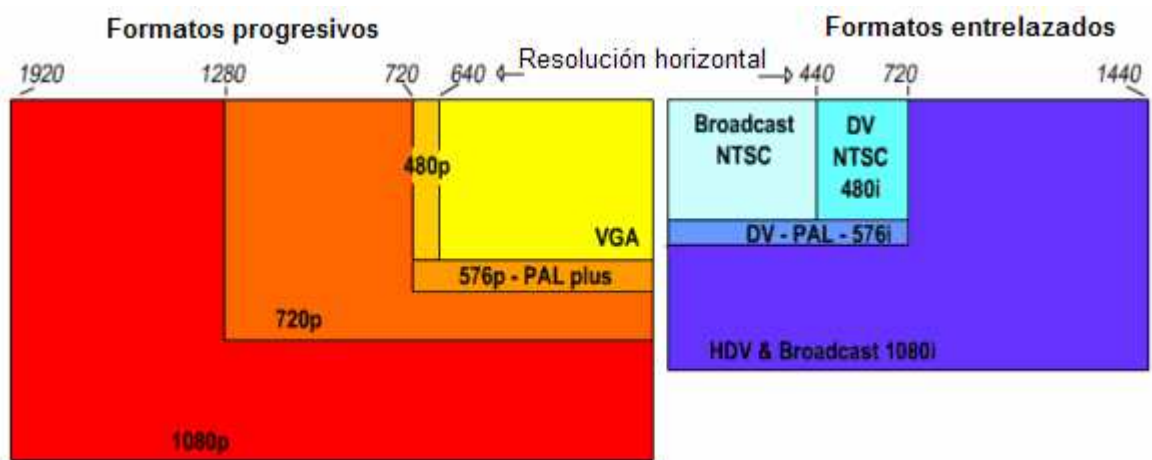 Formatos progresivos
Formatos entrelazados
Resolución horizontal
1920 1280 720 640 440 720 1440
Broadcast
NTSC
DV
NTSC
480i
480p
VGA
DV - PAL - 576i
576p - PAL plus
720p
HDV & Broadcast 1080i
1080p